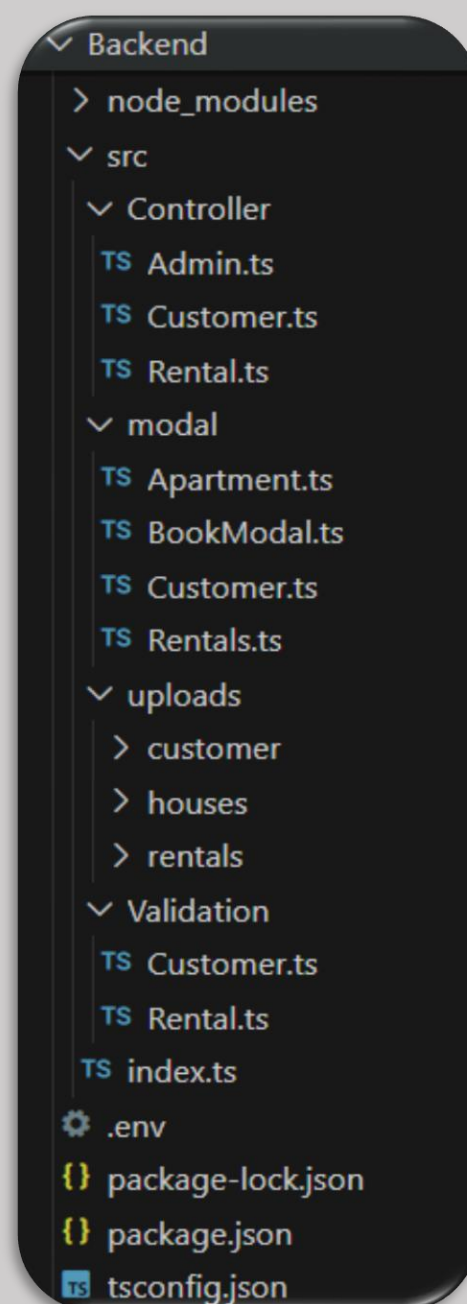 Backend
node_modules
src
Controller
TS Admin.ts
TS Customer.ts
TS Rental.ts
modal
TS Apartment.ts
TS BookModal.ts
TS Customer.ts
TS Rentals.ts
uploads
customer
houses
rentals
Validation
TS Customer.ts
TS Rental.ts
TS index.ts
.env
{} package-lock.json
{} package.json
TS tsconfig.json